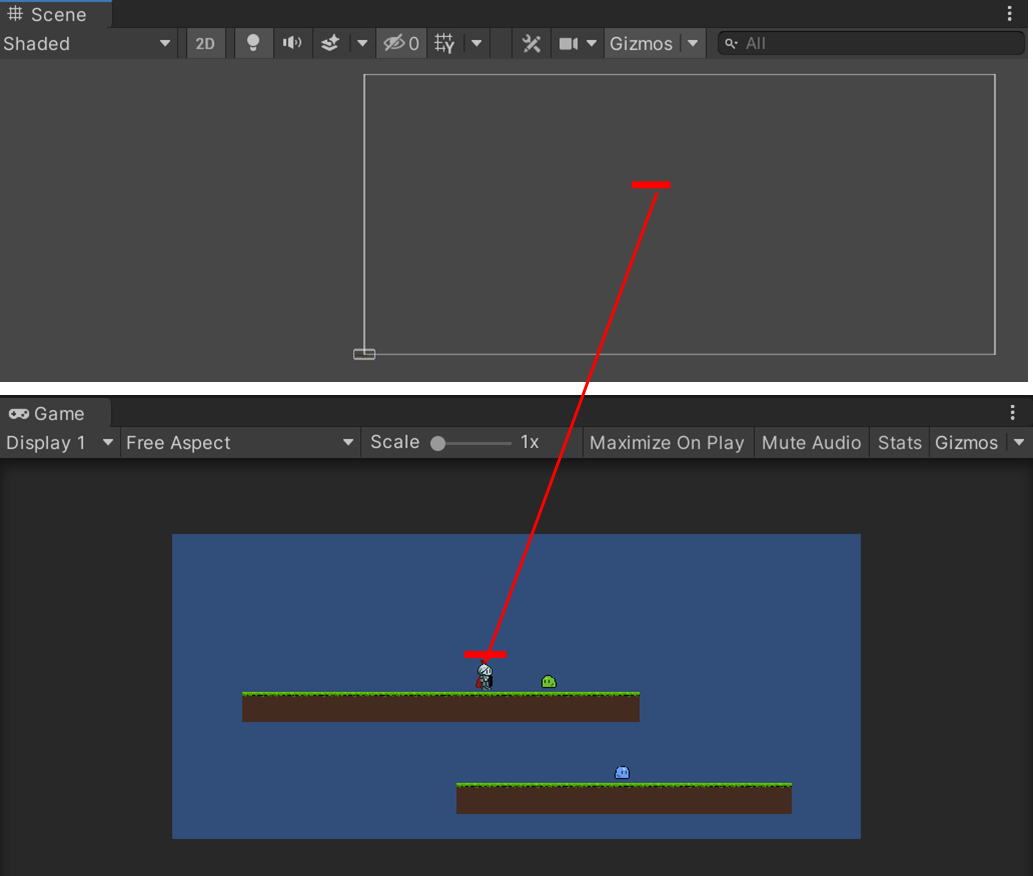 Scene
Shaded 2D 0 Gizmos All
Game
Display 1 Free Aspect Scale 1x Maximize On Play Mute Audio Stats Gizmos